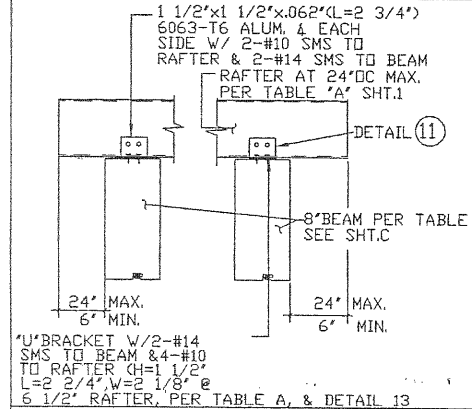 1 1/2"x1 1/2"x.062"(L=2 3/4")
6063-T6 ALUM. ∠ EACH
SIDE W/ 2-#10 SMS TO
RAFTER & 2-#14 SMS TO BEAM
RAFTER AT 24"OC MAX.
PER TABLE "A" SHT.1
DETAIL 11
8"BEAM PER TABLE
SEE SHT.C
24" MAX.
6" MIN.
24" MAX.
6" MIN.
"U"BRACKET W/2-#14
SMS TO BEAM &4-#10
TO RAFTER (H=1 1/2"
L=2 2/4",W=2 1/8" @
6 1/2" RAFTER, PER TABLE A, & DETAIL 13